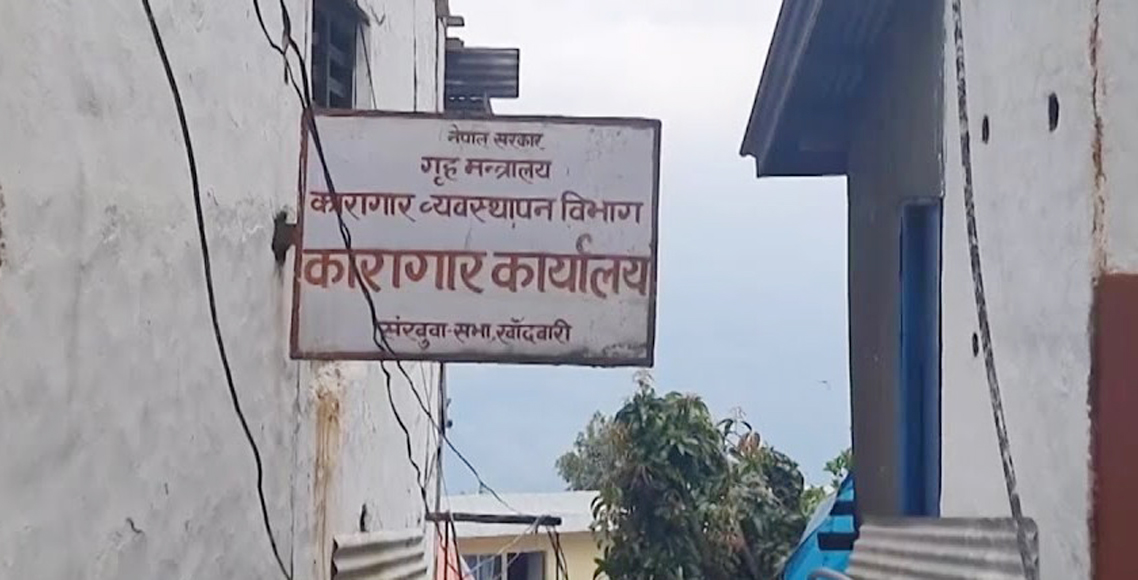 नेपाल सरकार
गृह मन्त्रालय
कारागार व्यवस्थापन विभाग
कारागार कार्यालय
संखुवा-सभा, खाँदबारी